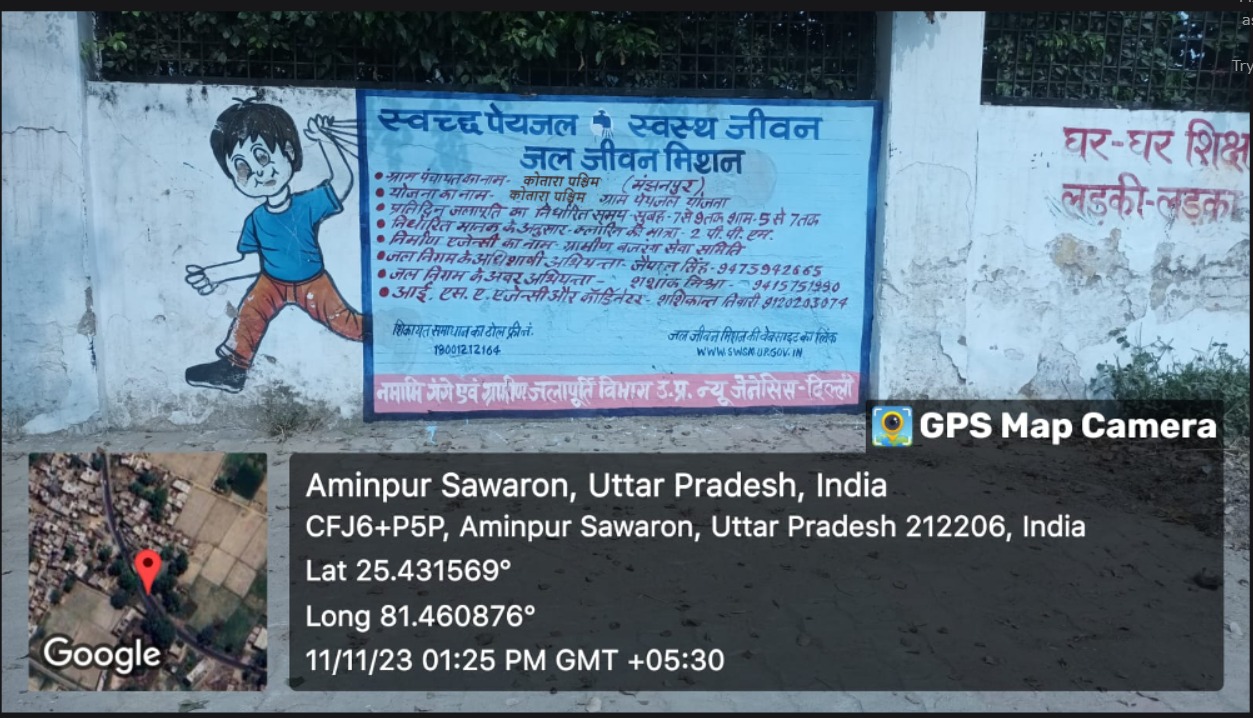 स्वच्छ पेयजल स्वस्थ जीवन
जल जीवन मिशन
• ग्राम पंचायत का नाम- कोतारा पश्चिम (मंझनपुर)
• योजना का नाम- कोतारा पश्चिम ग्राम पेयजल योजना
• प्रतिदिन जलापूर्ति का निर्धारित समय- सुबह-7 से 9 तक शाम-5 से 7 तक
• निर्धारित मानक के अनुसार- क्लोरिन की मात्रा- 2 पी.पी.एम.
• निर्माण एजेन्सी का नाम- ग्रामीण बजरंग सेवा समिति
• जल निगम के अधिशाषी अभियन्ता- जैपाल सिंह-9473942665
• जल निगम के अवर अभियन्ता- शशांक मिश्रा- 9415751990
• आई. एस. ए. एजेन्सी और कॉर्डिनेटर- शशिकान्त तिवारी 9120203074
शिकायत समाधान का टोल फ्री नं.
18001212164
जल जीवन मिशन की वेबसाइट का लिंक
WWW.SWSM.UP.GOV.IN
नमामि गंगे एवं ग्रामीण जलापूर्ति विभाग उ.प्र. न्यू जेनेसिस-दिल्ली
घर-घर शिक्ष
लड़की-लड़का
GPS Map Camera
Aminpur Sawaron, Uttar Pradesh, India
CFJ6+P5P, Aminpur Sawaron, Uttar Pradesh 212206, India
Lat 25.431569°
Long 81.460876°
11/11/23 01:25 PM GMT +05:30
Google
Try